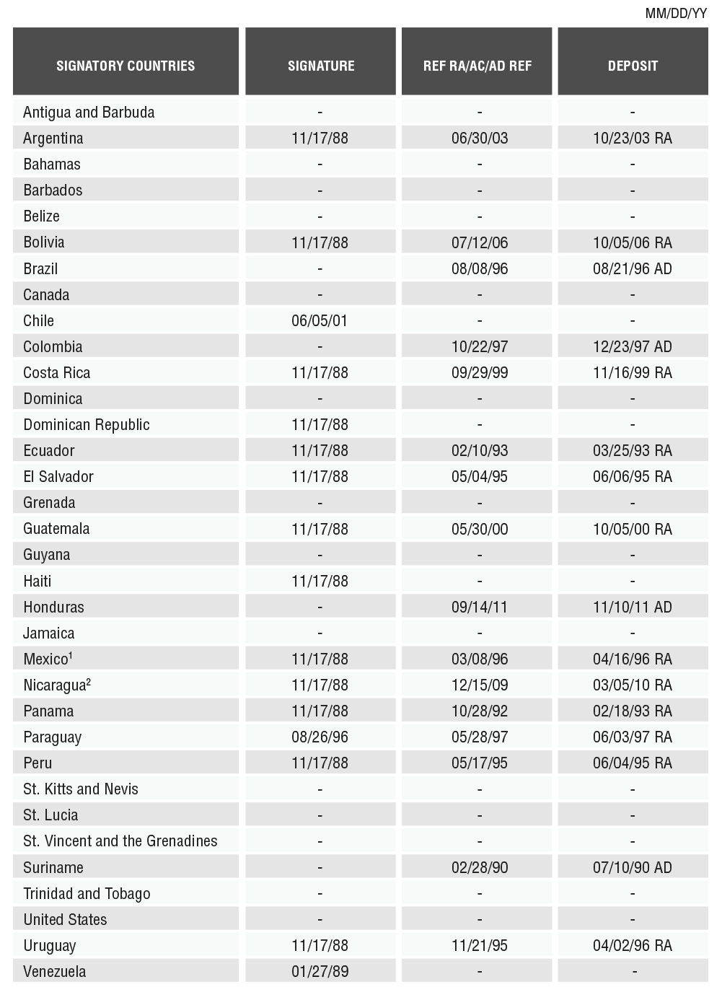 MM/DD/YY
SIGNATORY COUNTRIES SIGNATURE REF RA/AC/AD REF DEPOSIT
Antigua and Barbuda - - -
Argentina 11/17/88 06/30/03 10/23/03 RA
Bahamas - - -
Barbados - - -
Belize - - -
Bolivia 11/17/88 07/12/06 10/05/06 RA
Brazil - 08/08/96 08/21/96 AD
Canada - - -
Chile 06/05/01 - -
Colombia - 10/22/97 12/23/97 AD
Costa Rica 11/17/88 09/29/99 11/16/99 RA
Dominica - - -
Dominican Republic 11/17/88 - -
Ecuador 11/17/88 02/10/93 03/25/93 RA
El Salvador 11/17/88 05/04/95 06/06/95 RA
Grenada - - -
Guatemala 11/17/88 05/30/00 10/05/00 RA
Guyana - - -
Haiti 11/17/88 - -
Honduras - 09/14/11 11/10/11 AD
Jamaica - - -
Mexico¹ 11/17/88 03/08/96 04/16/96 RA
Nicaragua² 11/17/88 12/15/09 03/05/10 RA
Panama 11/17/88 10/28/92 02/18/93 RA
Paraguay 08/26/96 05/28/97 06/03/97 RA
Peru 11/17/88 05/17/95 06/04/95 RA
St. Kitts and Nevis - - -
St. Lucia - - -
St. Vincent and the Grenadines - - -
Suriname - 02/28/90 07/10/90 AD
Trinidad and Tobago - - -
United States - - -
Uruguay 11/17/88 11/21/95 04/02/96 RA
Venezuela 01/27/89 - -